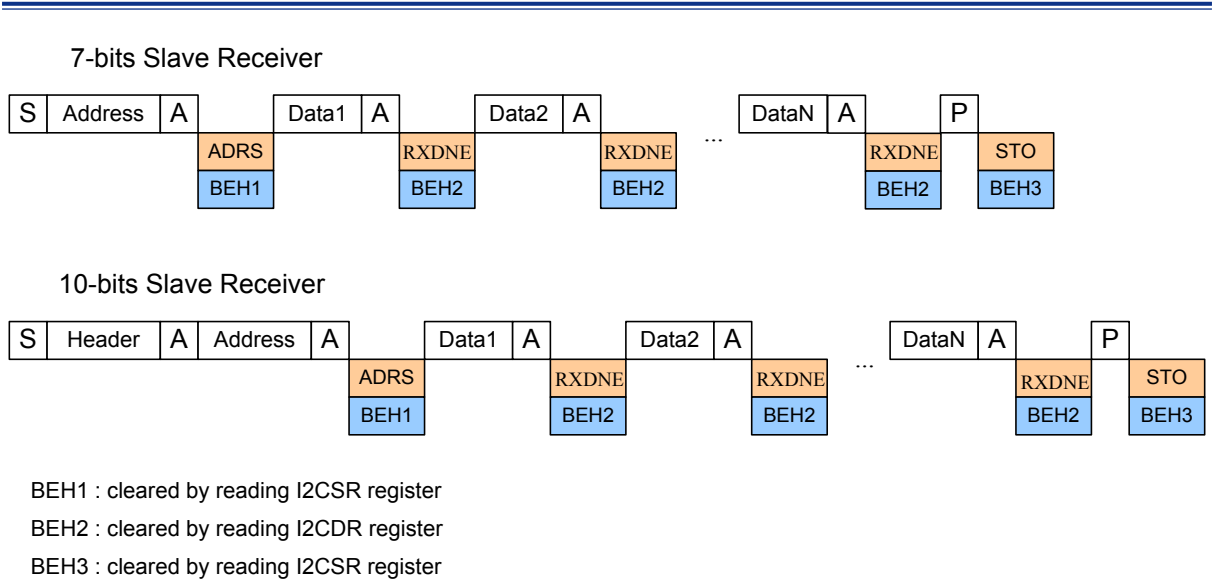 7-bits Slave Receiver
S Address A Data1 A Data2 A DataN A P
ADRS RXDNE RXDNE ... RXDNE STO
BEH1 BEH2 BEH2 BEH2 BEH3
10-bits Slave Receiver
S Header A Address A Data1 A Data2 A DataN A P
ADRS RXDNE RXDNE ... RXDNE STO
BEH1 BEH2 BEH2 BEH2 BEH3
BEH1 : cleared by reading I2CSR register
BEH2 : cleared by reading I2CDR register
BEH3 : cleared by reading I2CSR register